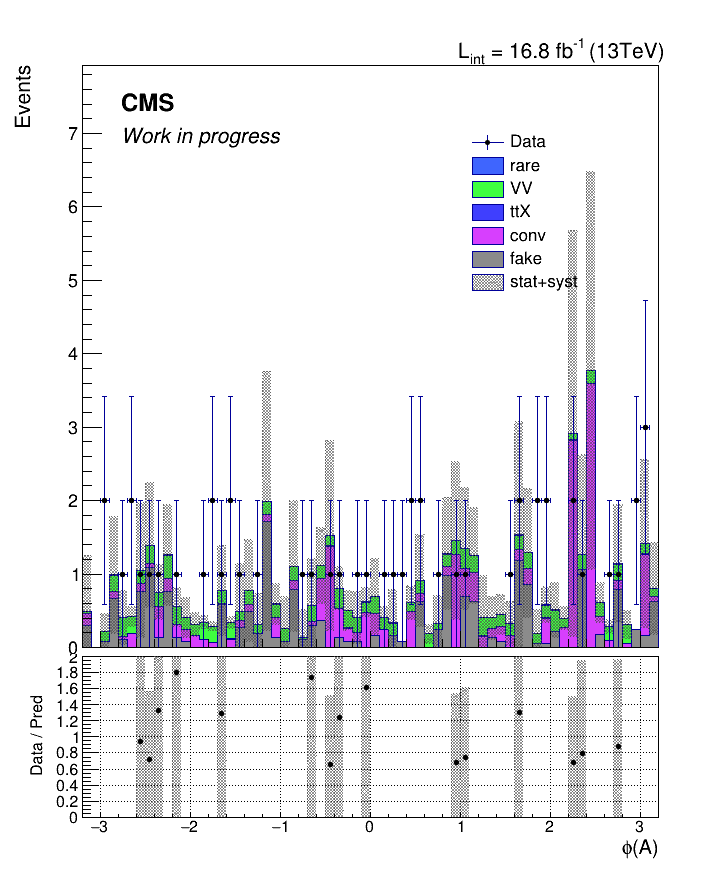 L_int = 16.8 fb^-1 (13TeV)
Events
CMS
Work in progress
Data
rare
VV
ttX
conv
fake
stat+syst
7
6
5
4
3
2
1
0
Data / Pred
2
1.8
1.6
1.4
1.2
1
0.8
0.6
0.4
0.2
0
−3 −2 −1 0 1 2 3
ϕ(A)